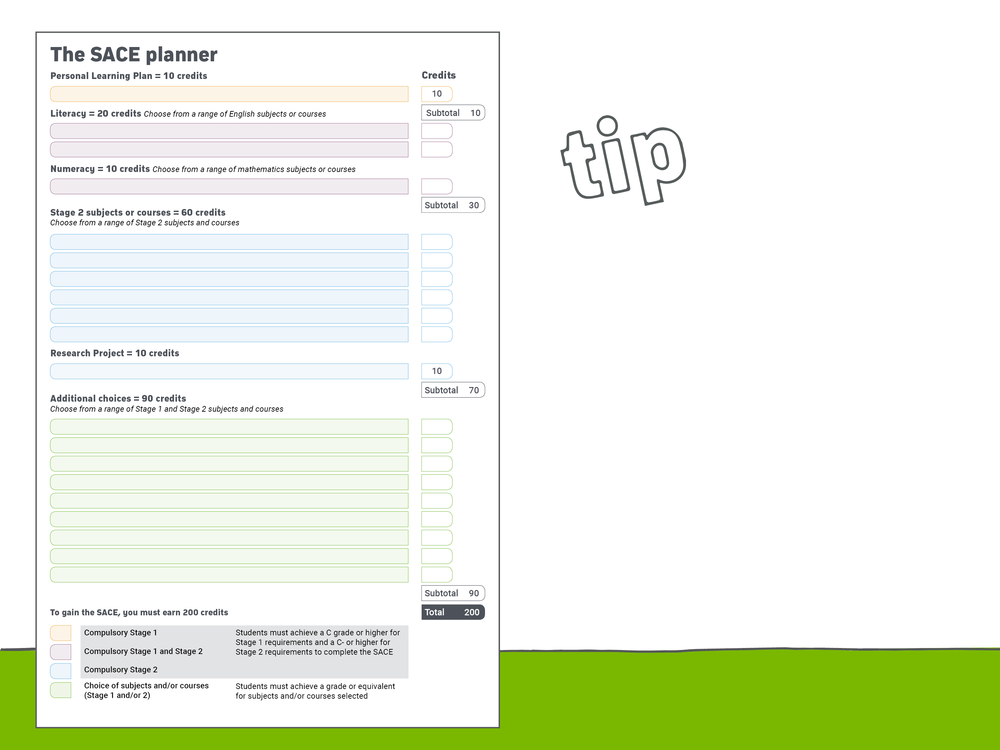 The SACE planner
Personal Learning Plan = 10 credits
Credits
10
Subtotal 10
Literacy = 20 credits Choose from a range of English subjects or courses
Numeracy = 10 credits Choose from a range of mathematics subjects or courses
Subtotal 30
Stage 2 subjects or courses = 60 credits
Choose from a range of Stage 2 subjects and courses
Research Project = 10 credits
10
Subtotal 70
Additional choices = 90 credits
Choose from a range of Stage 1 and Stage 2 subjects and courses
Subtotal 90
To gain the SACE, you must earn 200 credits
Total 200
Compulsory Stage 1
Compulsory Stage 1 and Stage 2
Compulsory Stage 2
Students must achieve a C grade or higher for
Stage 1 requirements and a C- or higher for
Stage 2 requirements to complete the SACE
Choice of subjects and/or courses
(Stage 1 and/or 2)
Students must achieve a grade or equivalent
for subjects and/or courses selected
tip